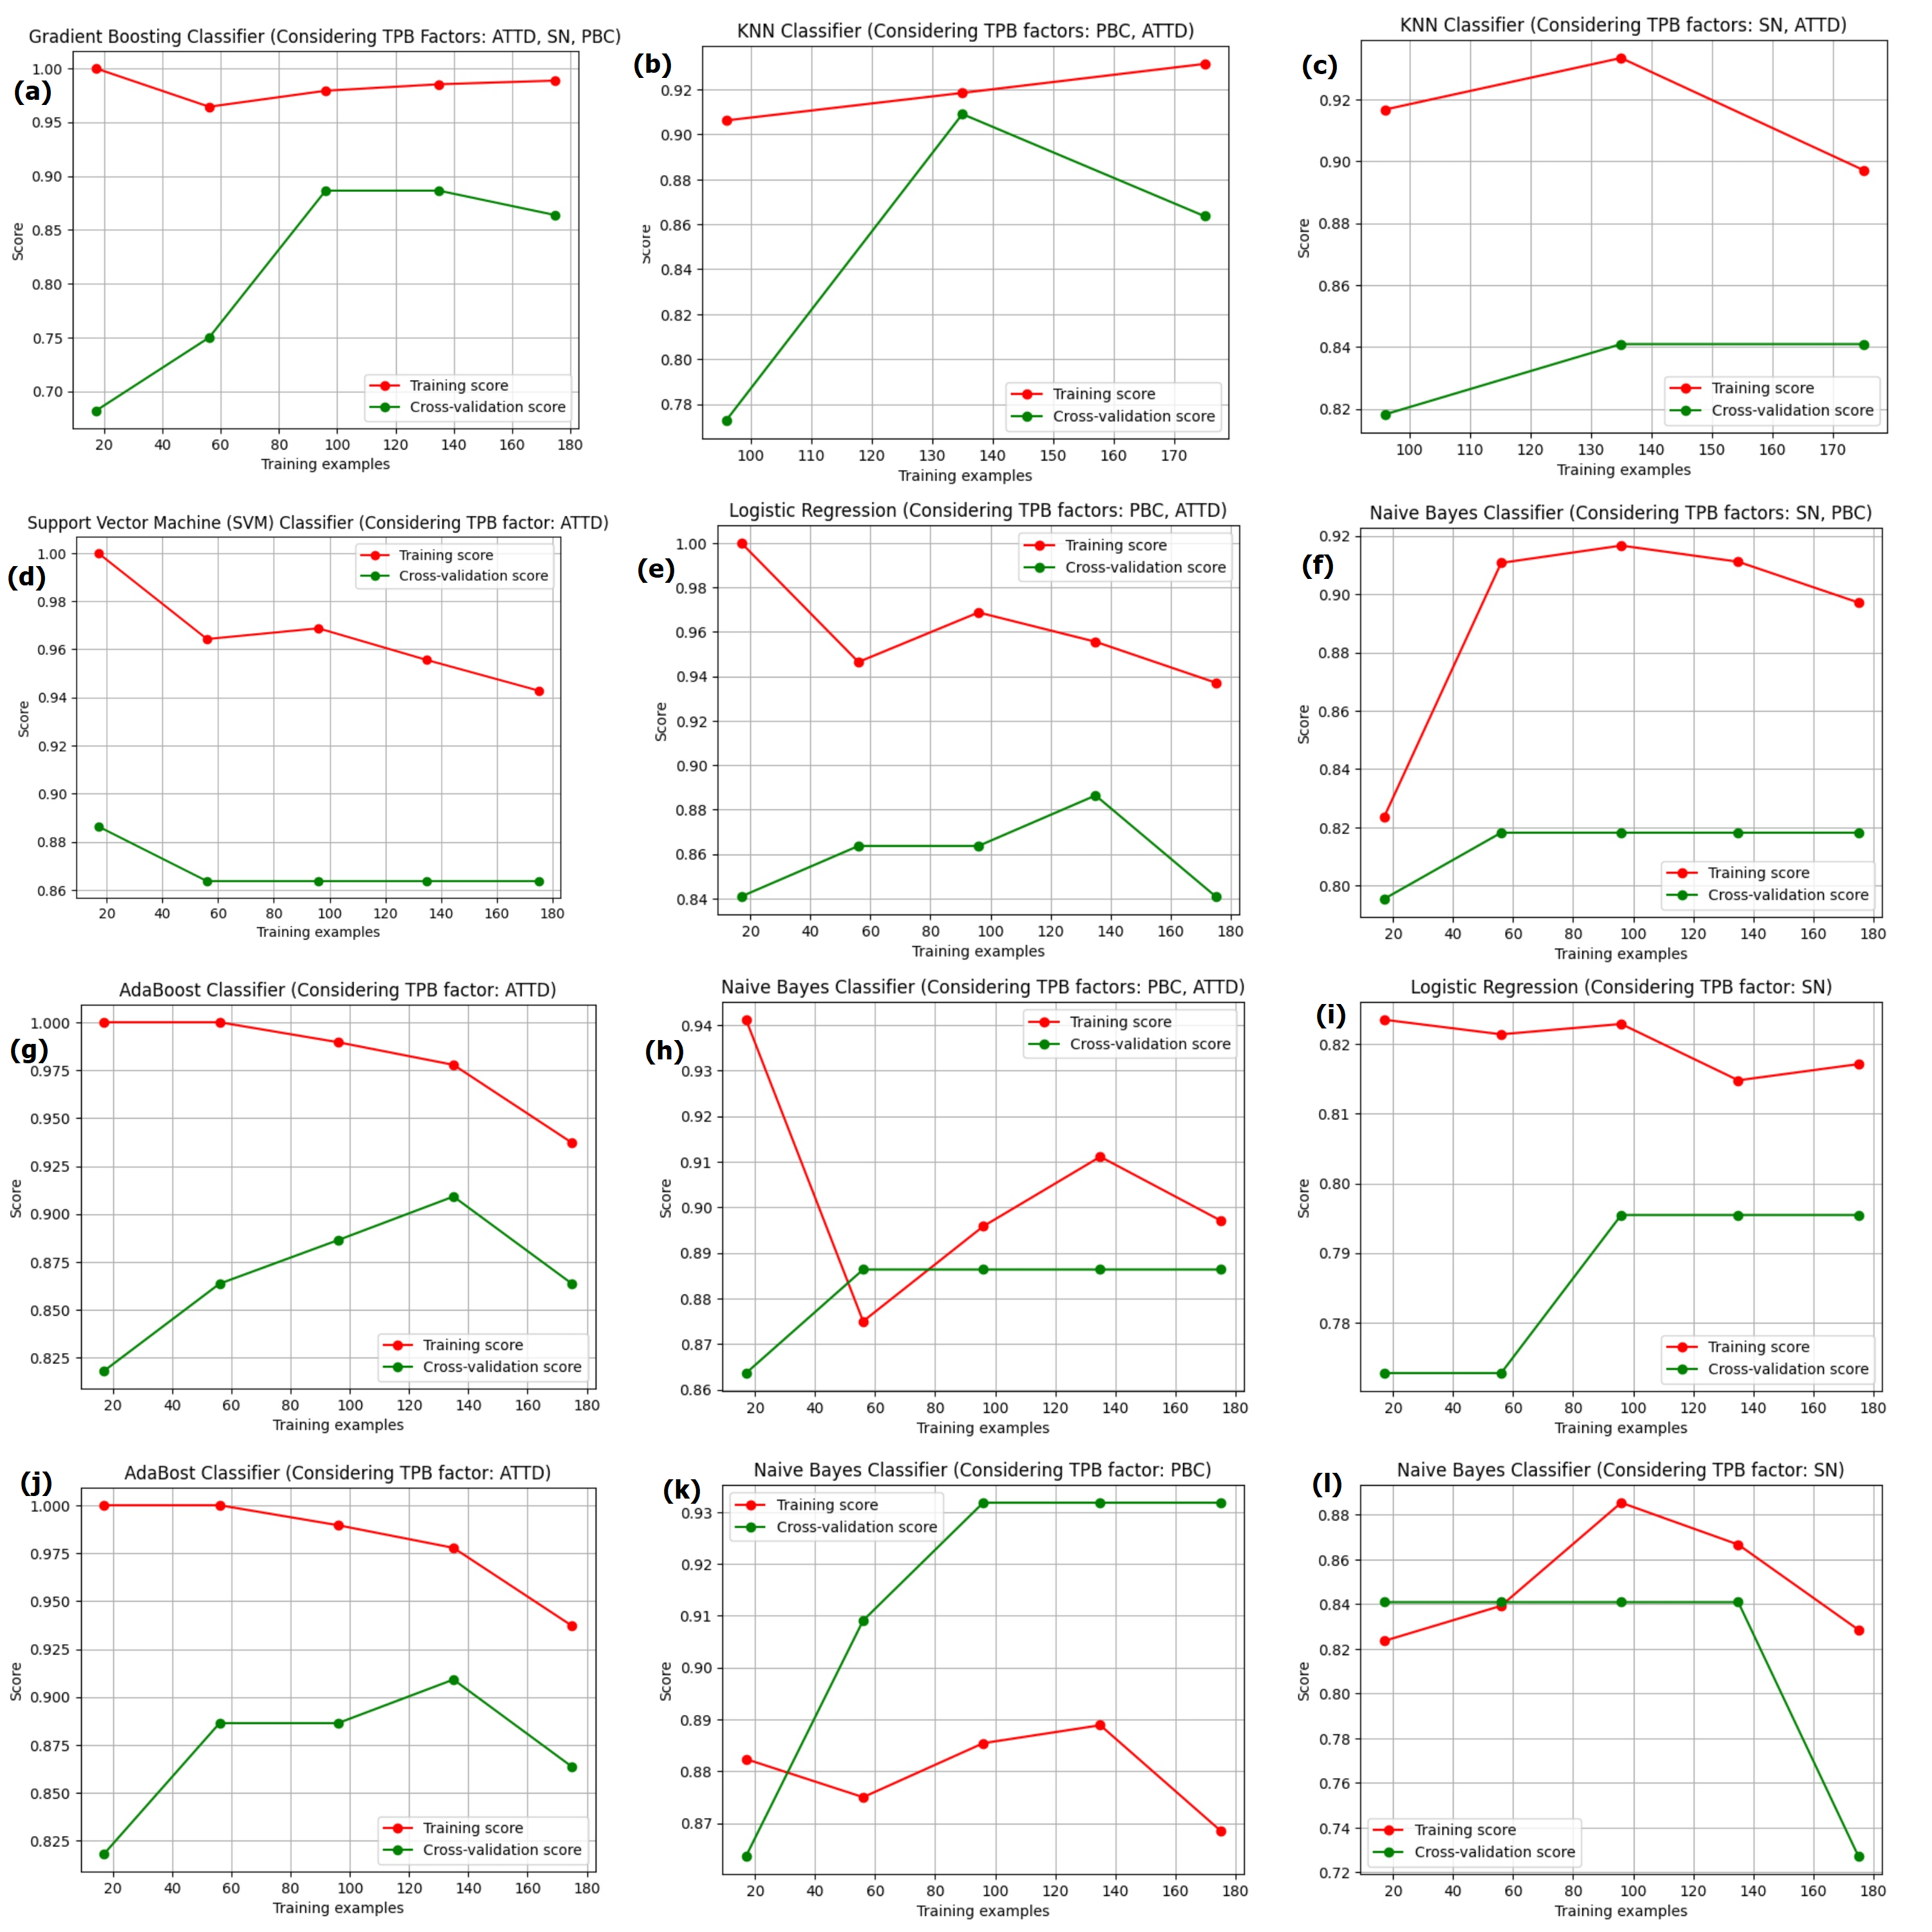 Gradient Boosting Classifier (Considering TPB Factors: ATTD, SN, PBC)
(a)
1.00
0.95
0.90
0.85
0.80
0.75
0.70
Score
Training score
Cross-validation score
20 40 60 80 100 120 140 160 180
Training examples
KNN Classifier (Considering TPB factors: PBC, ATTD)
(b)
0.92
0.90
0.88
0.86
0.84
0.82
0.80
0.78
Score
Training score
Cross-validation score
100 110 120 130 140 150 160 170
Training examples
KNN Classifier (Considering TPB factors: SN, ATTD)
(c)
0.92
0.90
0.88
0.86
0.84
0.82
Score
Training score
Cross-validation score
100 110 120 130 140 150 160 170
Training examples
Support Vector Machine (SVM) Classifier (Considering TPB factor: ATTD)
(d)
1.00
0.98
0.96
0.94
0.92
0.90
0.88
0.86
Score
Training score
Cross-validation score
20 40 60 80 100 120 140 160 180
Training examples
Logistic Regression (Considering TPB factors: PBC, ATTD)
(e)
1.00
0.98
0.96
0.94
0.92
0.90
0.88
0.86
0.84
Score
Training score
Cross-validation score
20 40 60 80 100 120 140 160 180
Training examples
Naive Bayes Classifier (Considering TPB factors: SN, PBC)
(f)
0.92
0.90
0.88
0.86
0.84
0.82
0.80
Score
Training score
Cross-validation score
20 40 60 80 100 120 140 160 180
Training examples
AdaBoost Classifier (Considering TPB factor: ATTD)
(g)
1.000
0.975
0.950
0.925
0.900
0.875
0.850
0.825
Score
Training score
Cross-validation score
20 40 60 80 100 120 140 160 180
Training examples
Naive Bayes Classifier (Considering TPB factors: PBC, ATTD)
(h)
0.94
0.93
0.92
0.91
0.90
0.89
0.88
0.87
0.86
Score
Training score
Cross-validation score
20 40 60 80 100 120 140 160 180
Training examples
Logistic Regression (Considering TPB factor: SN)
(i)
0.82
0.81
0.80
0.79
0.78
Score
Training score
Cross-validation score
20 40 60 80 100 120 140 160 180
Training examples
AdaBost Classifier (Considering TPB factor: ATTD)
(j)
1.000
0.975
0.950
0.925
0.900
0.875
0.850
0.825
Score
Training score
Cross-validation score
20 40 60 80 100 120 140 160 180
Training examples
Naive Bayes Classifier (Considering TPB factor: PBC)
(k)
0.93
0.92
0.91
0.90
0.89
0.88
0.87
Score
Training score
Cross-validation score
20 40 60 80 100 120 140 160 180
Training examples
Naive Bayes Classifier (Considering TPB factor: SN)
(l)
0.88
0.86
0.84
0.82
0.80
0.78
0.76
0.74
0.72
Score
Training score
Cross-validation score
20 40 60 80 100 120 140 160 180
Training examples